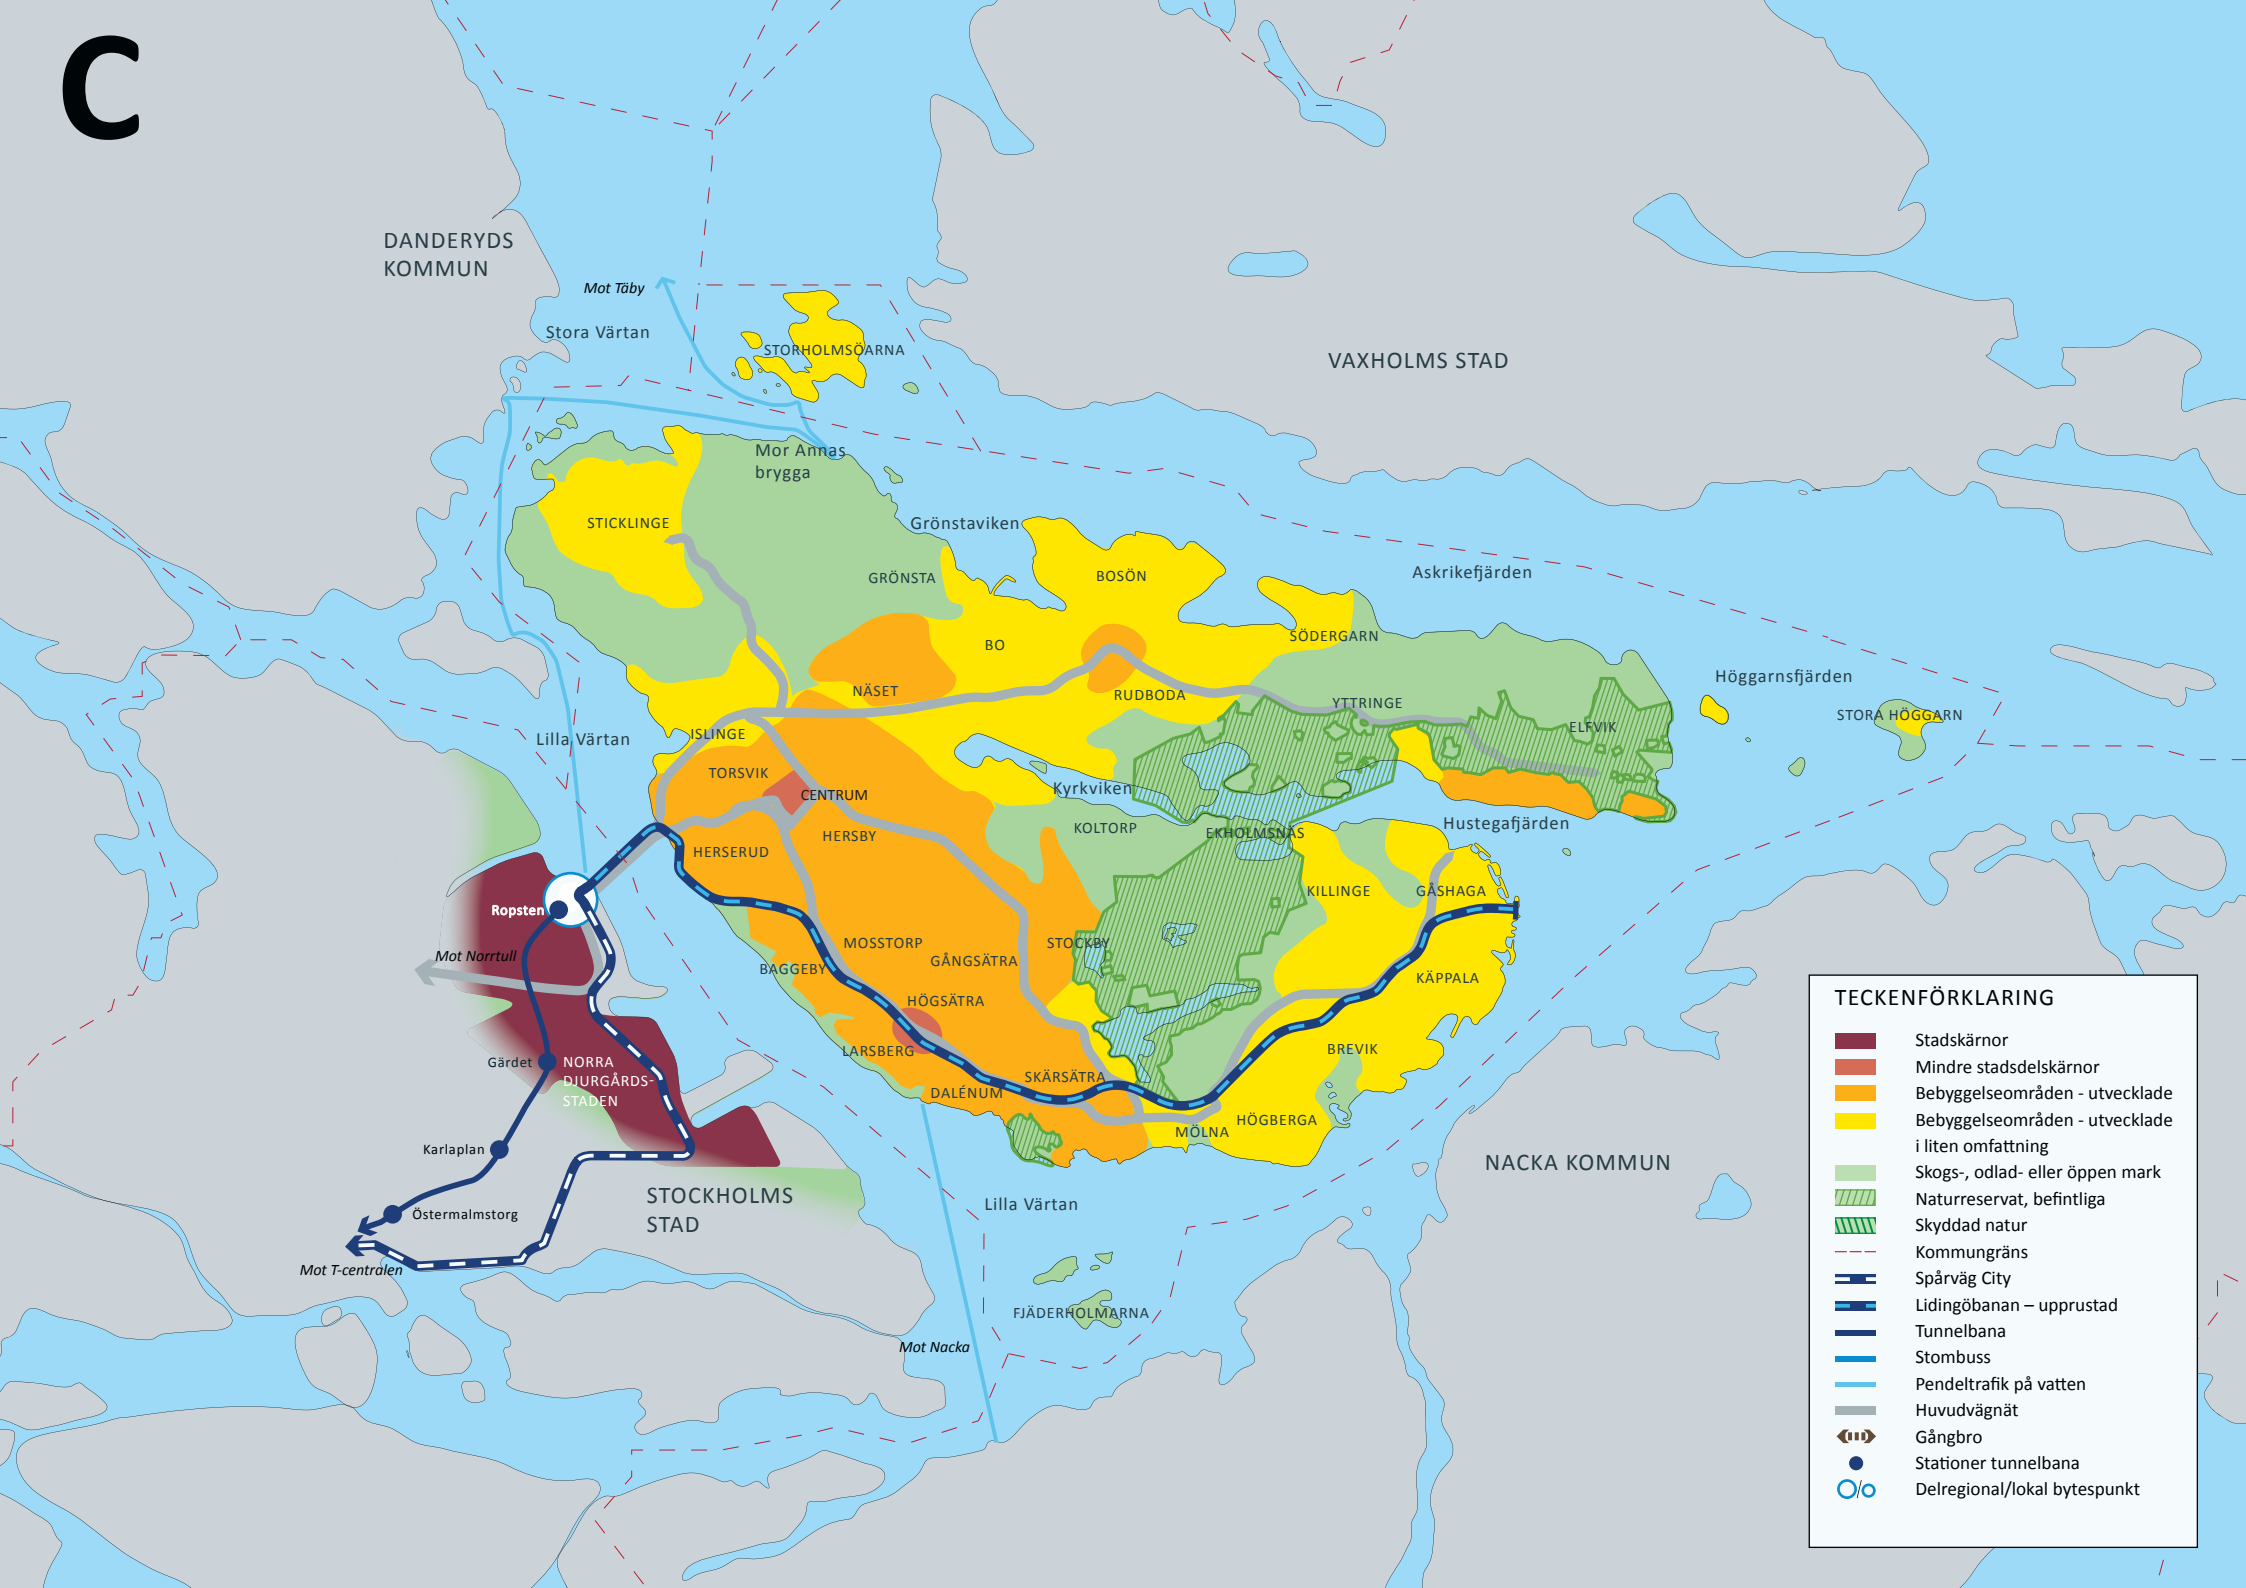 C
DANDERYDS
KOMMUN
Mot Täby
Stora Värtan
STORHOLMSÖARNA
VAXHOLMS STAD
Mor Annas
brygga
STICKLINGE
Grönstaviken
GRÖNSTA
BOSÖN
Askrikefjärden
BO
SÖDERGARN
NÄSET
RUDBODA
YTTRINGE
Höggarnsfjärden
STORA HÖGGARN
ELFVIK
Lilla Värtan
ISLINGE
TORSVIK
CENTRUM
Kyrkviken
HERSBY
KOLTORP
EKHOLMSNÄS
Hustegafjärden
HERSERUD
KILLINGE
GÅSHAGA
Ropsten
Mot Norrtull
MOSSTORP
STOCKBY
BAGGEBY
GÅNGSÄTRA
KÄPPALA
HÖGSÄTRA
LARSBERG
BREVIK
Gärdet
NORRA
DJURGÅRDS-
STADEN
SKÄRSÄTRA
DALÉNUM
HÖGBERGA
MÖLNA
Karlaplan
NACKA KOMMUN
STOCKHOLMS
STAD
Lilla Värtan
Östermalmstorg
Mot T-centralen
FJÄDERHOLMARNA
Mot Nacka
TECKENFÖRKLARING
Stadskärnor
Mindre stadsdelskärnor
Bebyggelseområden - utvecklade
Bebyggelseområden - utvecklade
i liten omfattning
Skogs-, odlad- eller öppen mark
Naturreservat, befintliga
Skyddad natur
Kommungräns
Spårväg City
Lidingöbanan – upprustad
Tunnelbana
Stombuss
Pendeltrafik på vatten
Huvudvägnät
Gångbro
Stationer tunnelbana
Delregional/lokal bytespunkt